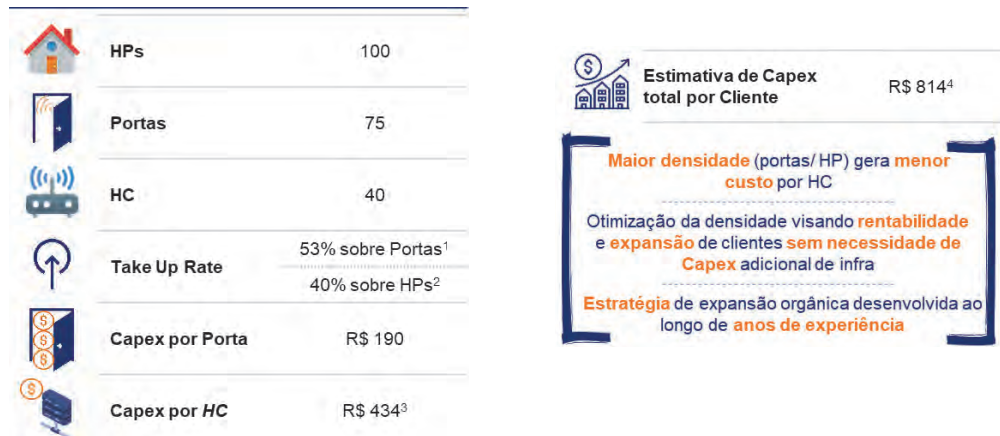 HPs 100
Portas 75
HC 40
Take Up Rate
53% sobre Portas¹
40% sobre HPs²
Capex por Porta R$ 190
Capex por HC R$ 434³
Estimativa de Capex
total por Cliente
R$ 814⁴
Maior densidade (portas/ HP) gera menor
custo por HC
Otimização da densidade visando rentabilidade
e expansão de clientes sem necessidade de
Capex adicional de infra
Estratégia de expansão orgânica desenvolvida ao
longo de anos de experiência